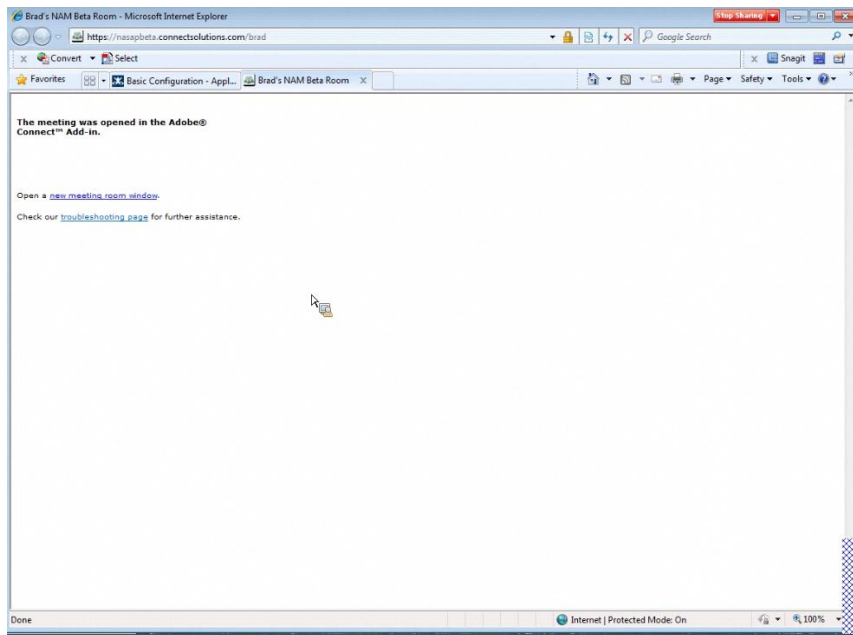 Brad's NAM Beta Room - Microsoft Internet Explorer
Stop Sharing
https://nasapbeta.connectsolutions.com/brad
Google Search
x Convert Select
x Snagit
Favorites
Basic Configuration - Appl...
Brad's NAM Beta Room X
Page Safety Tools
The meeting was opened in the Adobe®
Connect™ Add-in.
Open a new meeting room window.
Check our troubleshooting page for further assistance.
Done
Internet | Protected Mode: On
100%